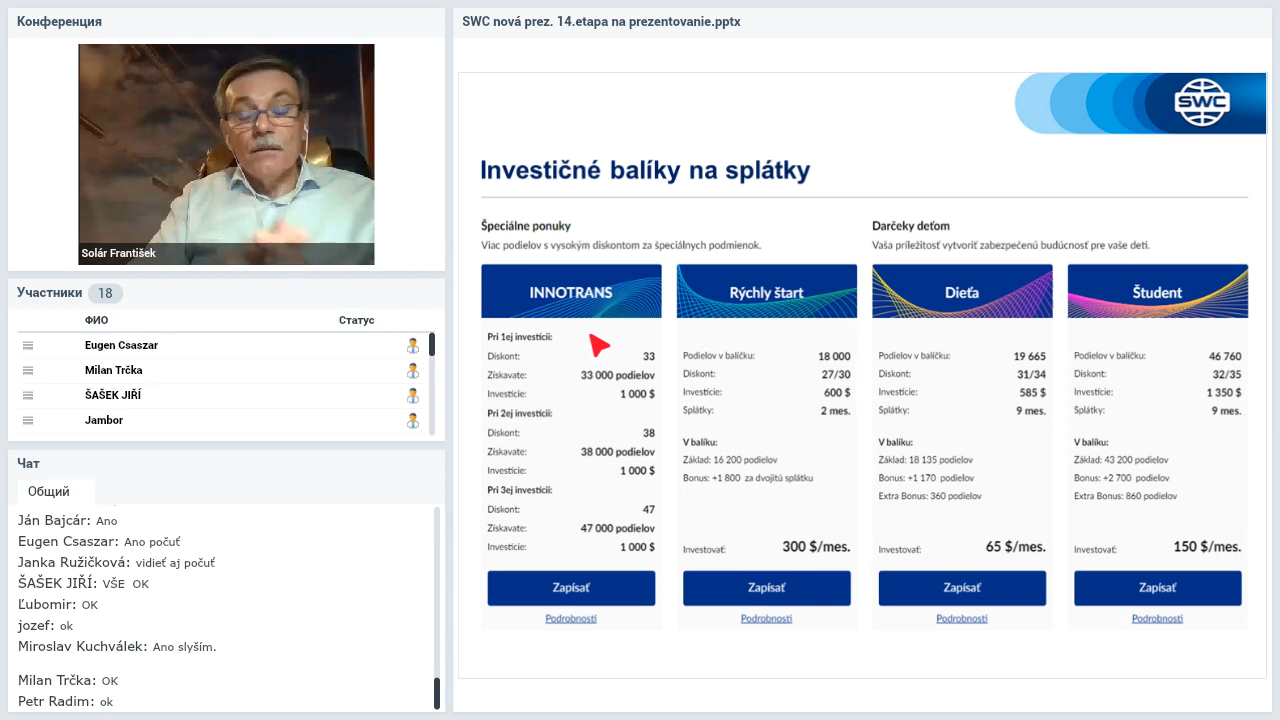 Конференция
Solár František
Участники 18
ФИО Статус
Eugen Csaszar
Milan Trčka
ŠAŠEK JIŘÍ
Jambor
Чат
Общий
Ján Bajcár: Ano
Eugen Csaszar: Ano počuť
Janka Ružičková: vidieť aj počuť
ŠAŠEK JIŘÍ: VŠE OK
Ľubomir: OK
jozef: ok
Miroslav Kuchválek: Ano slyším.
Milan Trčka: OK
Petr Radim: ok
SWC nová prez. 14.etapa na prezentovanie.pptx
SWC
Investičné balíky na splátky
Špeciálne ponuky
Viac podielov s vysokým diskontom za špeciálnych podmienok.
Darčeky deťom
Vaša príležitosť vytvoriť zabezpečenú budúcnosť pre vaše deti.
INNOTRANS
Pri 1ej investícii:
Diskont: 33
Získavate: 33 000 podielov
Investície: 1 000 $
Pri 2ej investícii:
Diskont: 38
Získavate: 38 000 podielov
Investície: 1 000 $
Pri 3ej investícii:
Diskont: 47
Získavate: 47 000 podielov
Investície: 1 000 $
Zapísať
Podrobnosti
Rýchly štart
Podielov v balíčku: 18 000
Diskont: 27/30
Investície: 600 $
Splátky: 2 mes.
V balíku:
Základ: 16 200 podielov
Bonus: +1 800 za dvojitú splátku
Investovať: 300 $/mes.
Zapísať
Podrobnosti
Dieťa
Podielov v balíčku: 19 665
Diskont: 31/34
Investície: 585 $
Splátky: 9 mes.
V balíku:
Základ: 18 135 podielov
Bonus: +1 170 podielov
Extra Bonus: 360 podielov
Investovať: 65 $/mes.
Zapísať
Podrobnosti
Študent
Podielov v balíčku: 46 760
Diskont: 32/35
Investície: 1 350 $
Splátky: 9 mes.
V balíku:
Základ: 43 200 podielov
Bonus: +2 700 podielov
Extra Bonus: 860 podielov
Investovať: 150 $/mes.
Zapísať
Podrobnosti